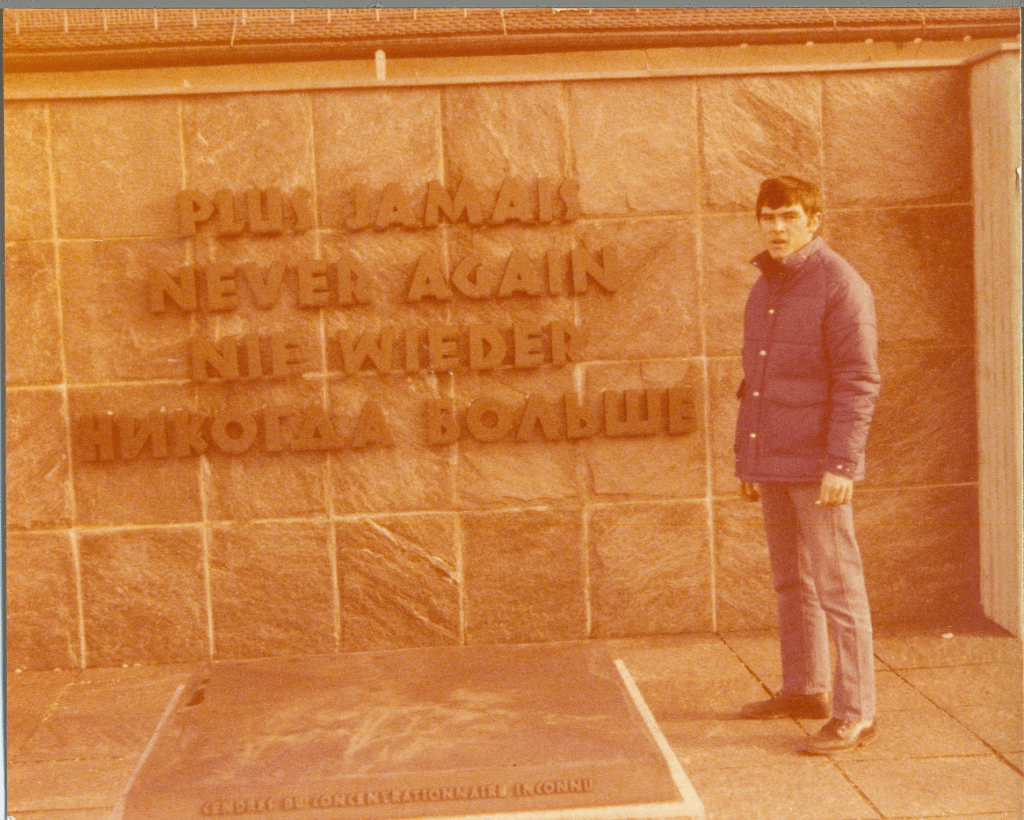 PLUS JAMAIS
NEVER AGAIN
NIE WIEDER
НИКОГДА БОЛЬШЕ
CENDRES DU CONCENTRATIONNAIRE INCONNU